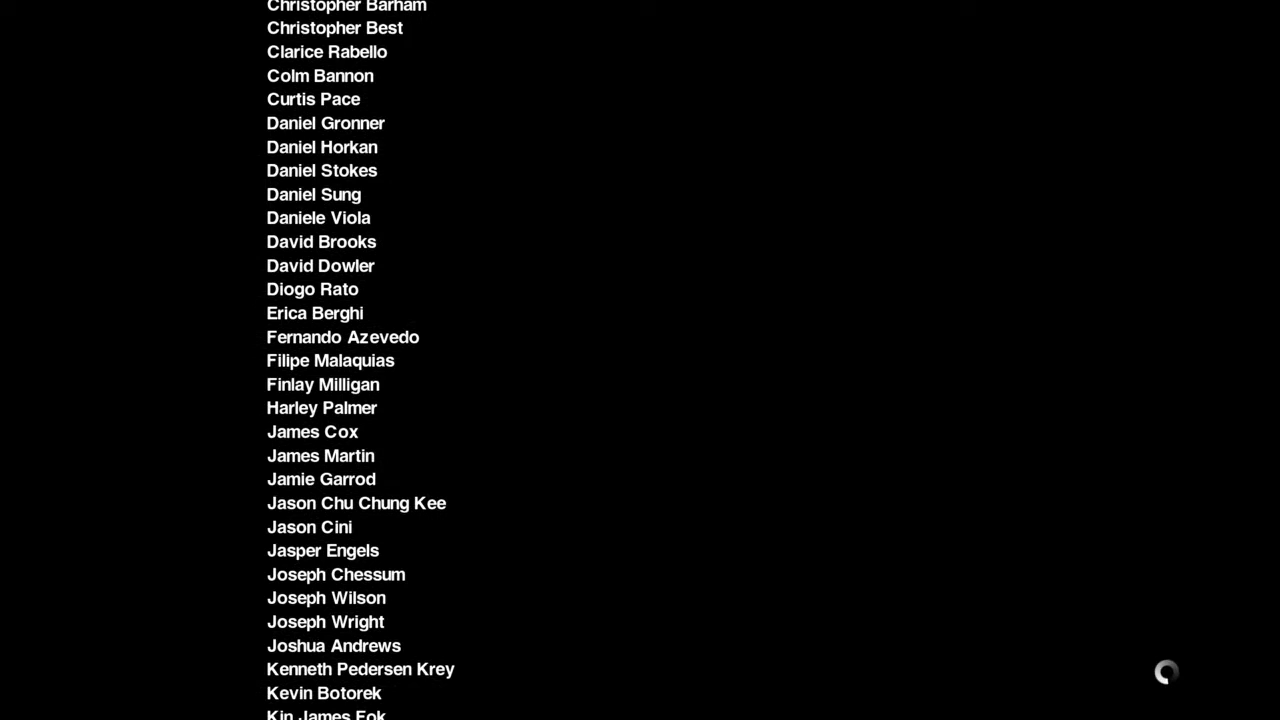 Christopher Barham
Christopher Best
Clarice Rabello
Colm Bannon
Curtis Pace
Daniel Gronner
Daniel Horkan
Daniel Stokes
Daniel Sung
Daniele Viola
David Brooks
David Dowler
Diogo Rato
Erica Berghi
Fernando Azevedo
Filipe Malaquias
Finlay Milligan
Harley Palmer
James Cox
James Martin
Jamie Garrod
Jason Chu Chung Kee
Jason Cini
Jasper Engels
Joseph Chessum
Joseph Wilson
Joseph Wright
Joshua Andrews
Kenneth Pedersen Krey
Kevin Botorek
Kin James Fok